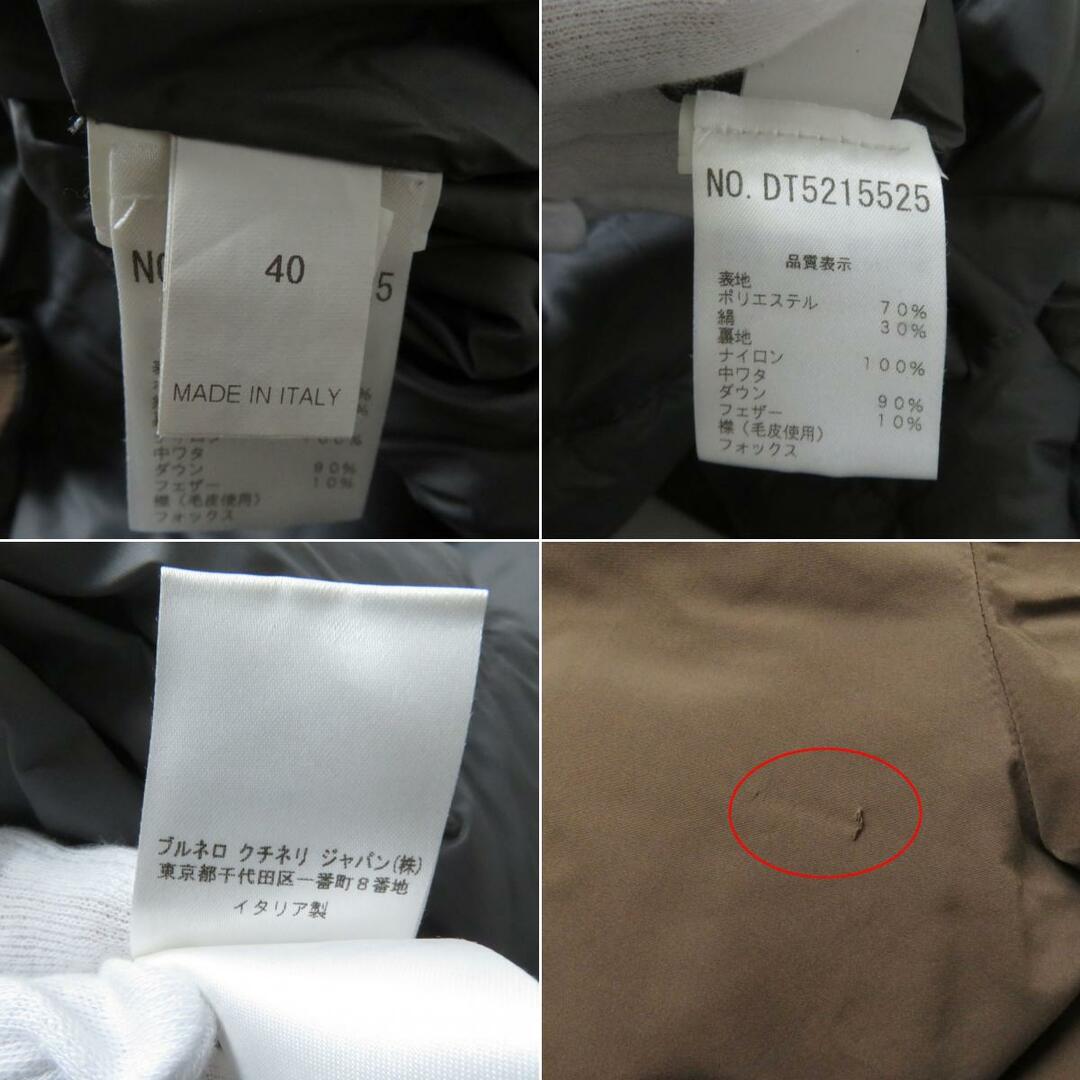 40
MADE IN ITALY
中ワタ
ダウン 90%
フェザー 10%
襟（毛皮使用）
フォックス
NO. DT5215525
品質表示
表地
ポリエステル 70%
絹 30%
裏地
ナイロン 100%
中ワタ
ダウン 90%
フェザー 10%
襟（毛皮使用）
フォックス
ブルネロ クチネリ ジャパン(株)
東京都千代田区一番町8番地
イタリア製